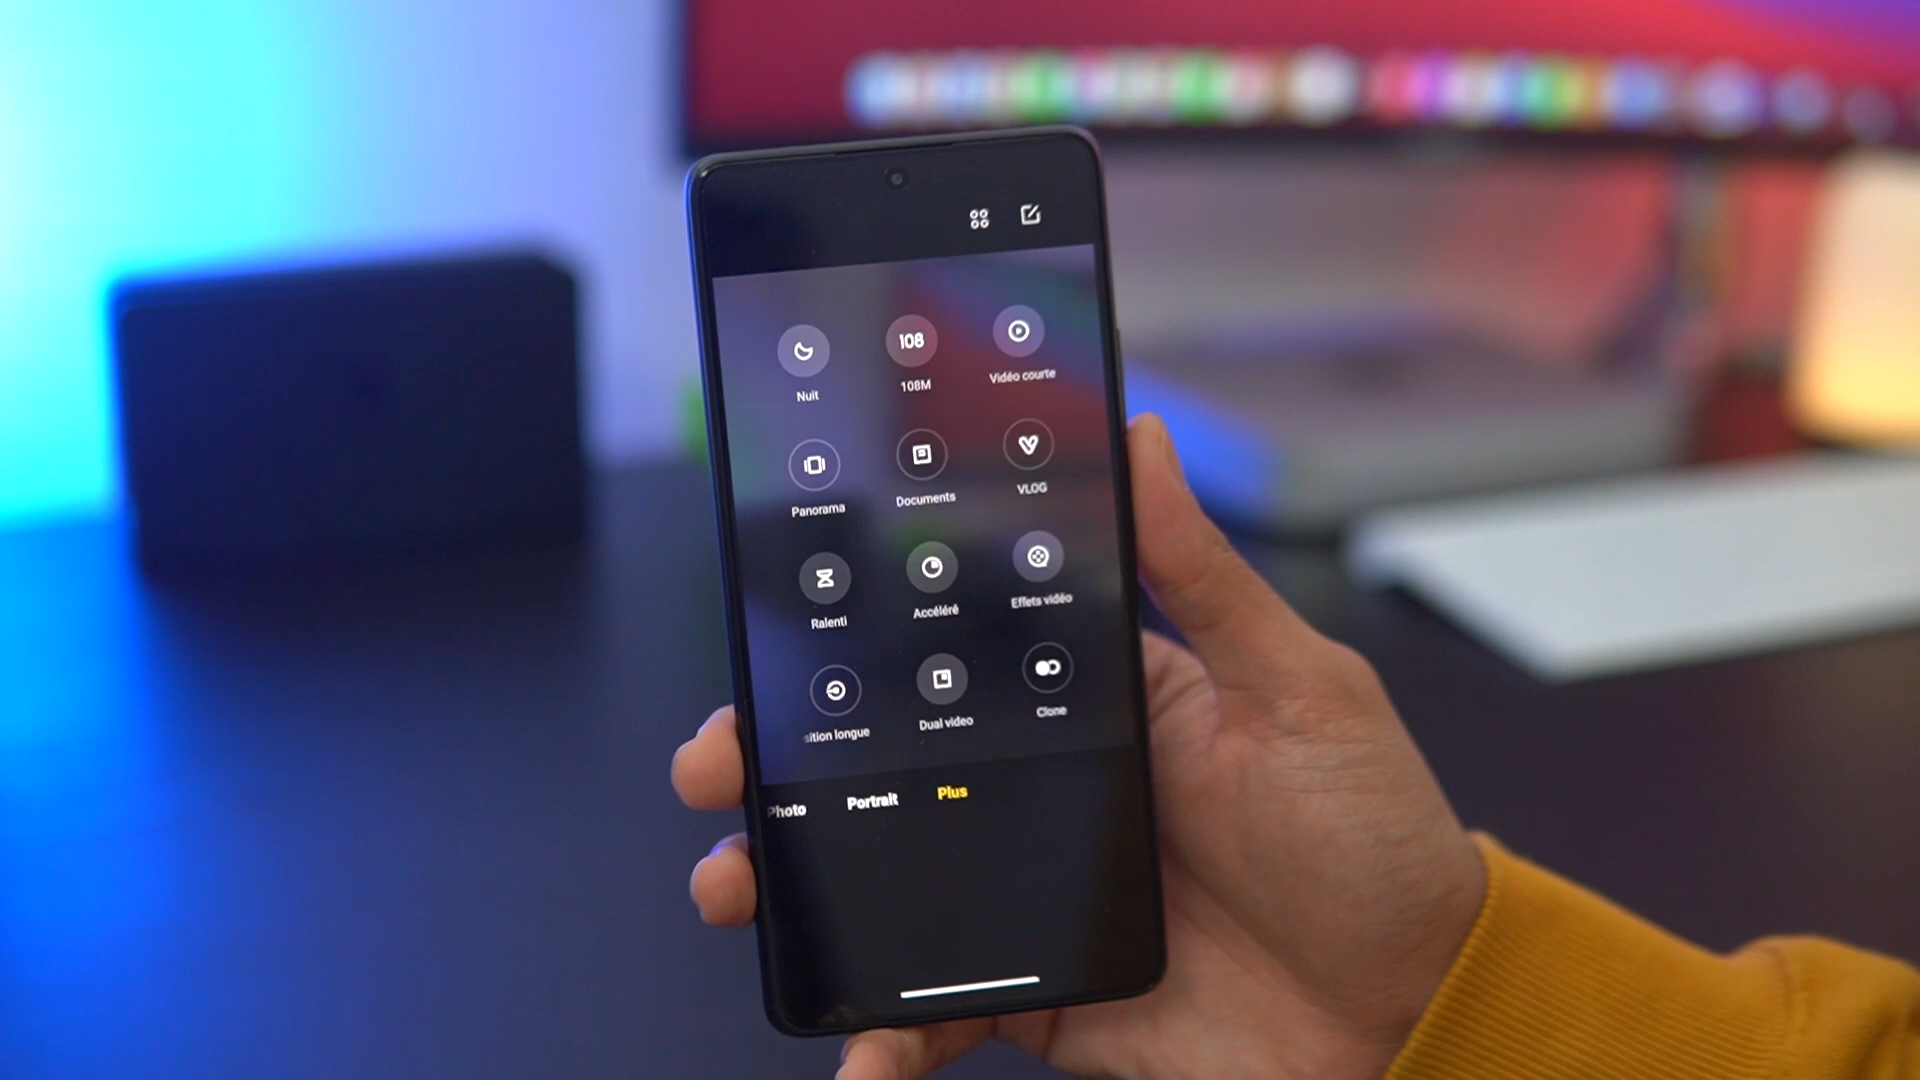 108
Nuit
108M
Vidéo courte
Panorama
Documents
VLOG
Ralenti
Accéléré
Effets vidéo
sition longue
Dual video
Clone
Photo
Portrait
Plus